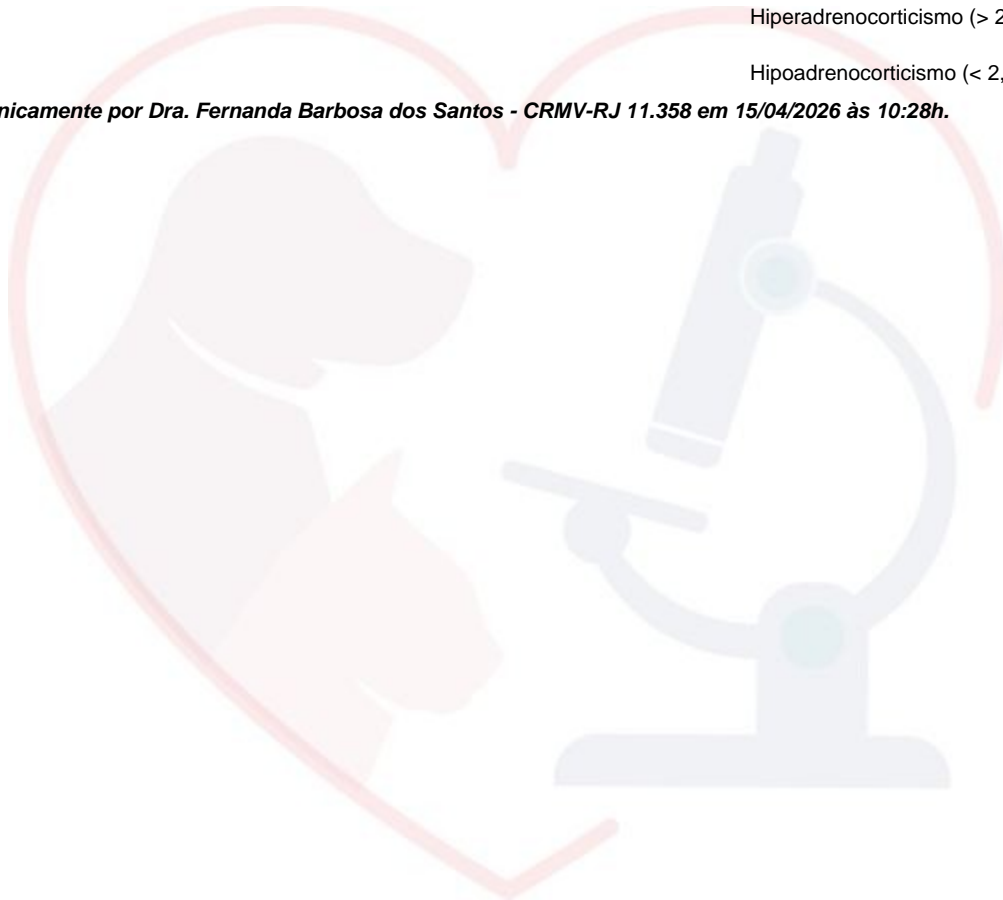 Hiperadrenocorticismo (> 2
Hipoadrenocorticismo (< 2,
nicamente por Dra. Fernanda Barbosa dos Santos - CRMV-RJ 11.358 em 15/04/2026 às 10:28h.